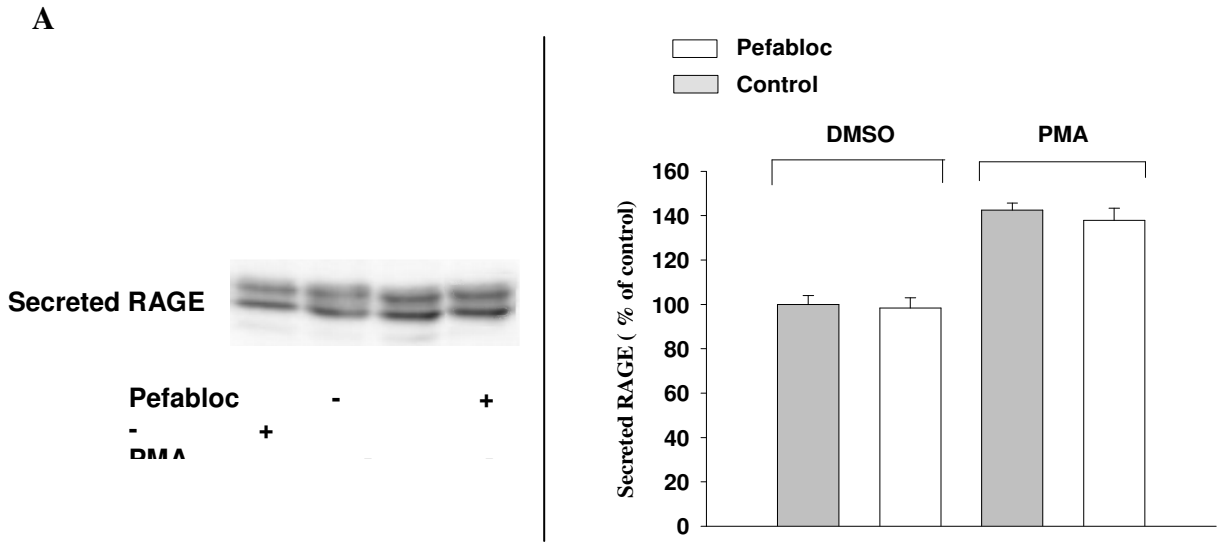 A
Secreted RAGE
Pefabloc - +
- +
PMA
Pefabloc
Control
DMSO PMA
Secreted RAGE ( % of control)
160
140
120
100
80
60
40
20
0